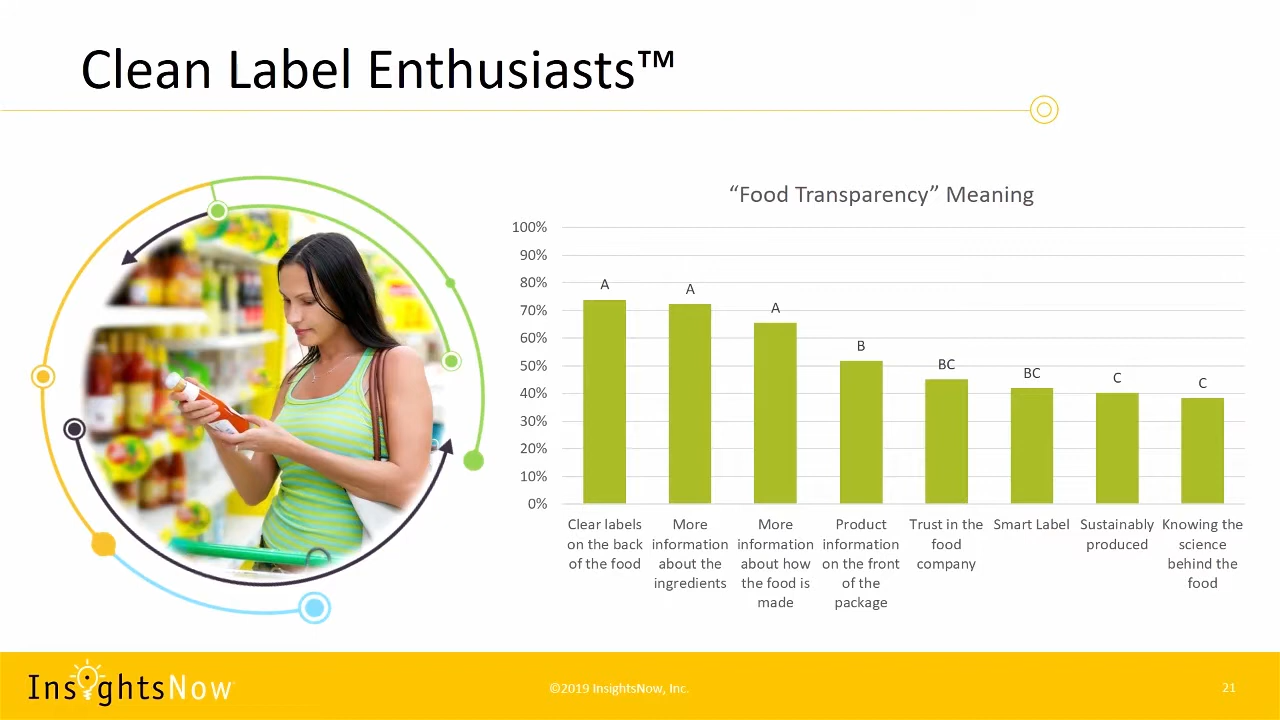 Clean Label Enthusiasts™
“Food Transparency” Meaning
100%
90%
80%
70%
60%
50%
40%
30%
20%
10%
0%
A
A
A
B
BC
BC
C
C
Clear labels
on the back
of the food
More
information
about the
ingredients
More
information
about how
the food is
made
Product
information
on the front
of the
package
Trust in the
food
company
Smart Label
Sustainably
produced
Knowing the
science
behind the
food
InsightsNow
©2019 InsightsNow, Inc.
21